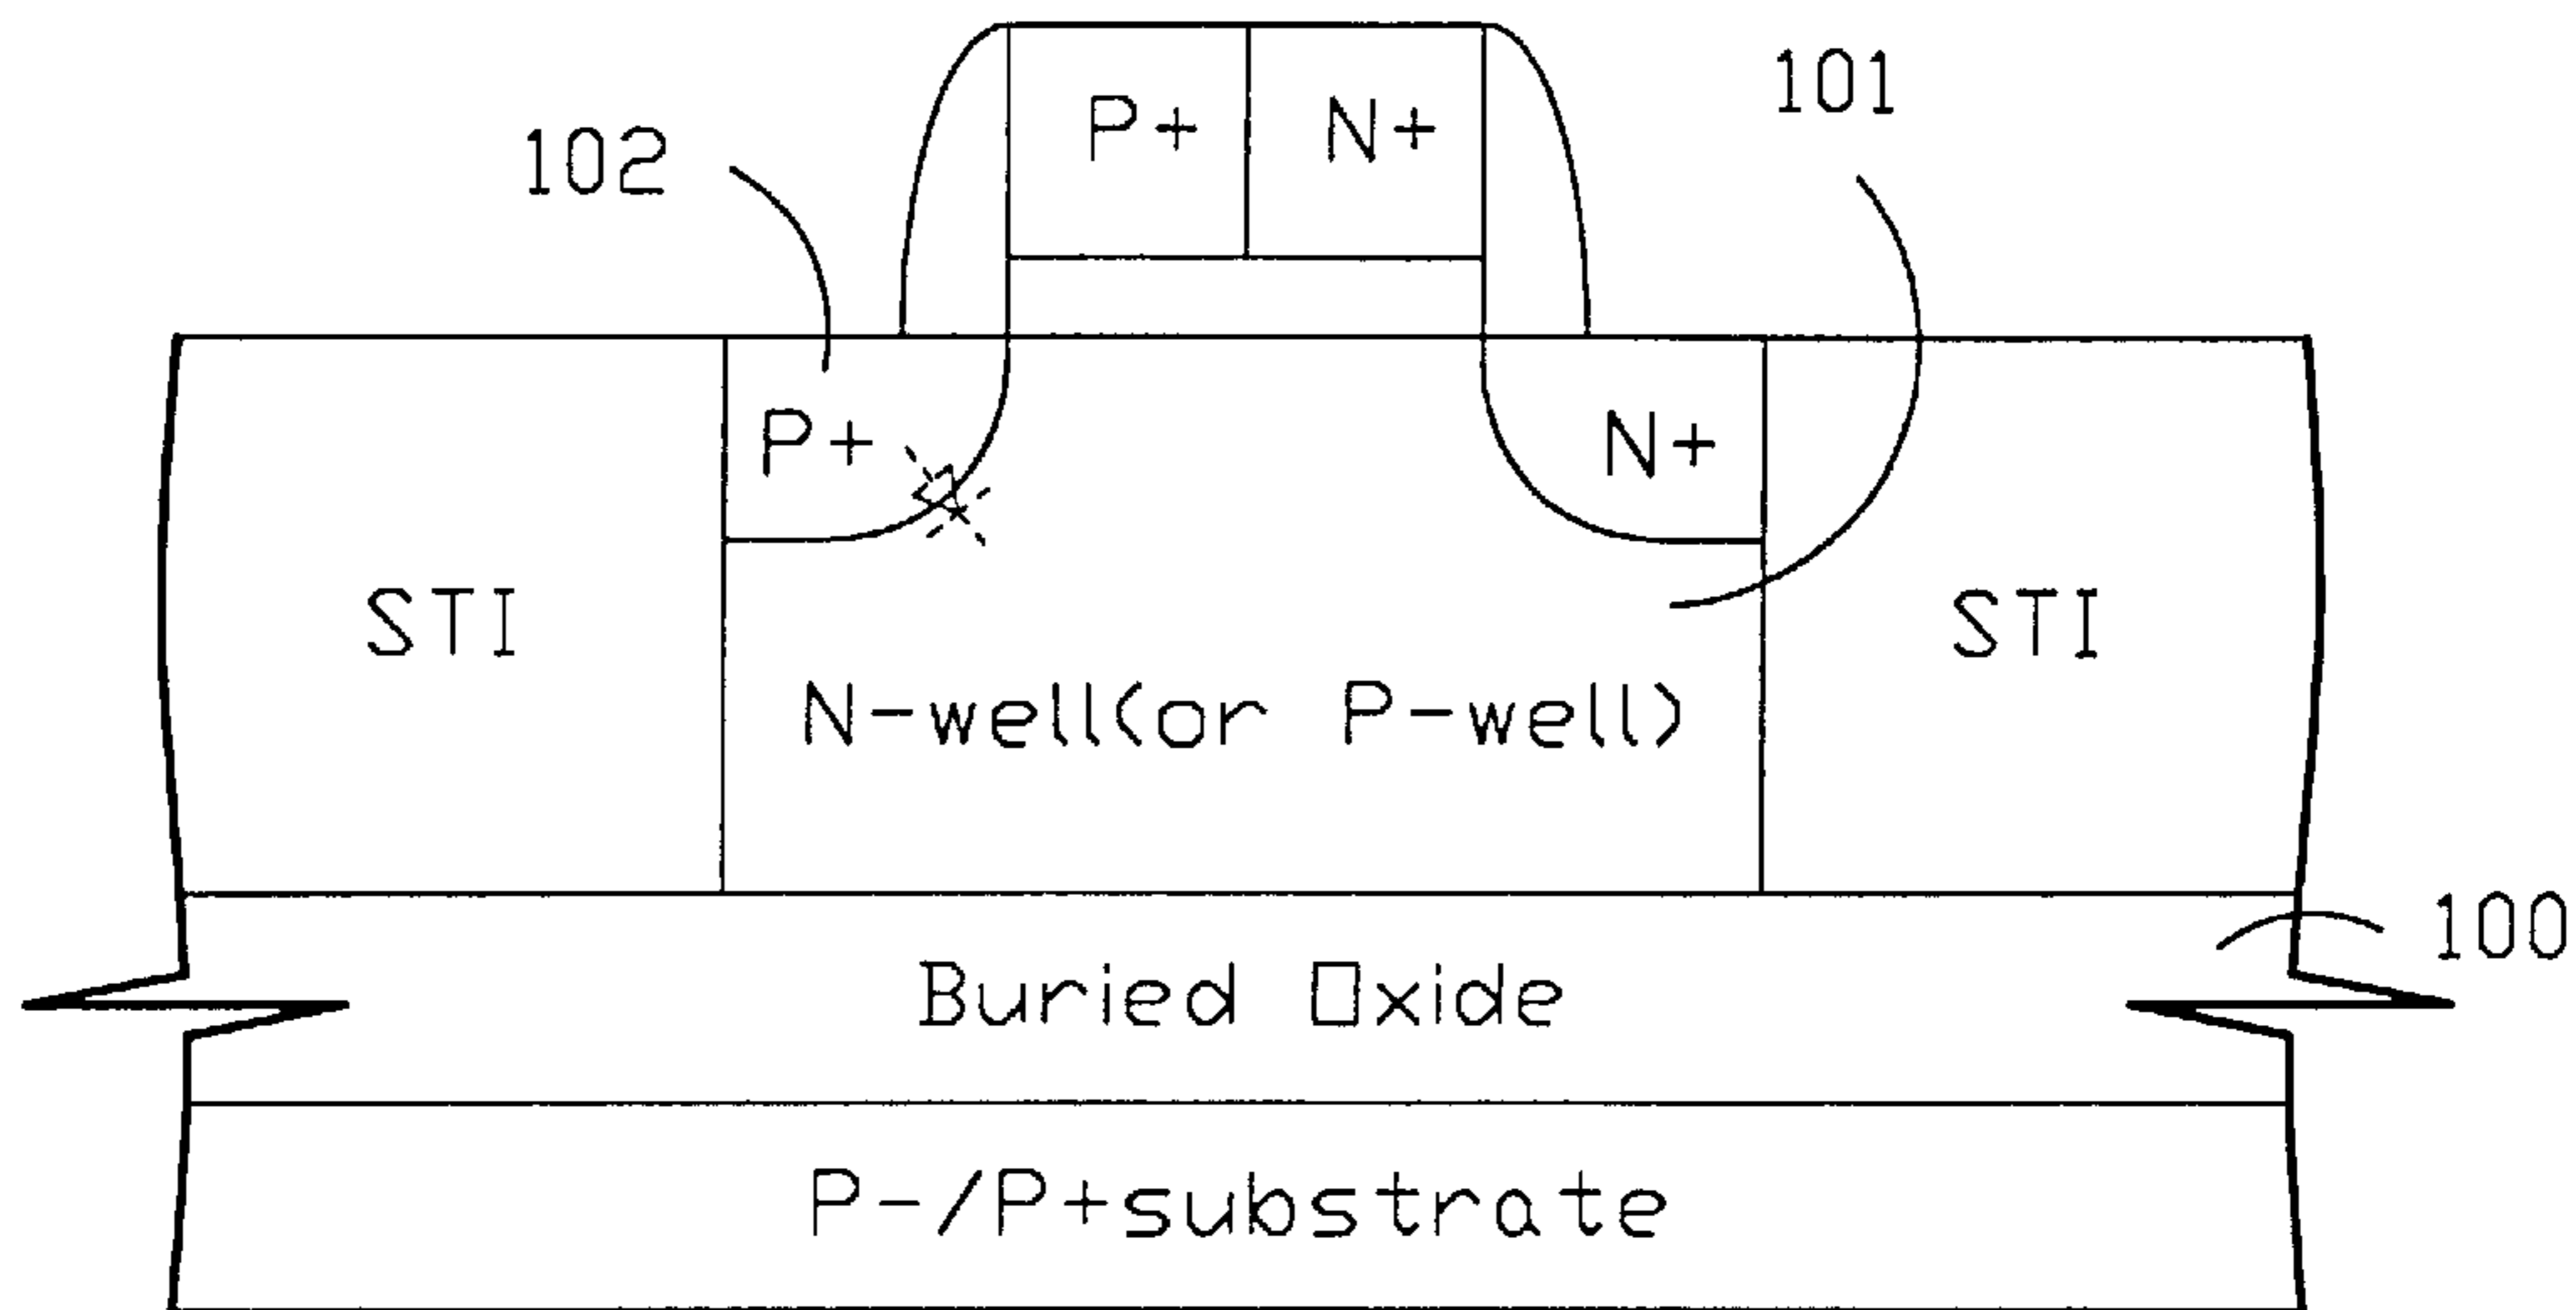 101
P+ N+
102
P+ N+
STI STI
N-well(or P-well)
100
Buried Oxide
P-/P+substrate